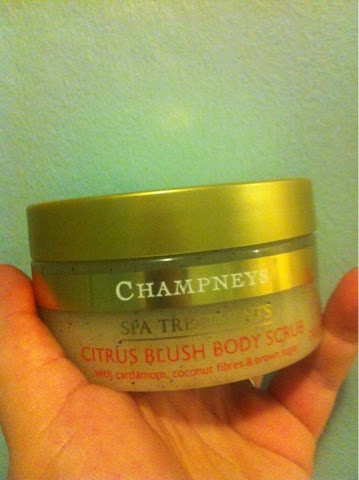 CHAMPNEYS
SPA TREATMENTS
CITRUS BLUSH BODY SCRUB
with cardamom, coconut fibres & brown sugar